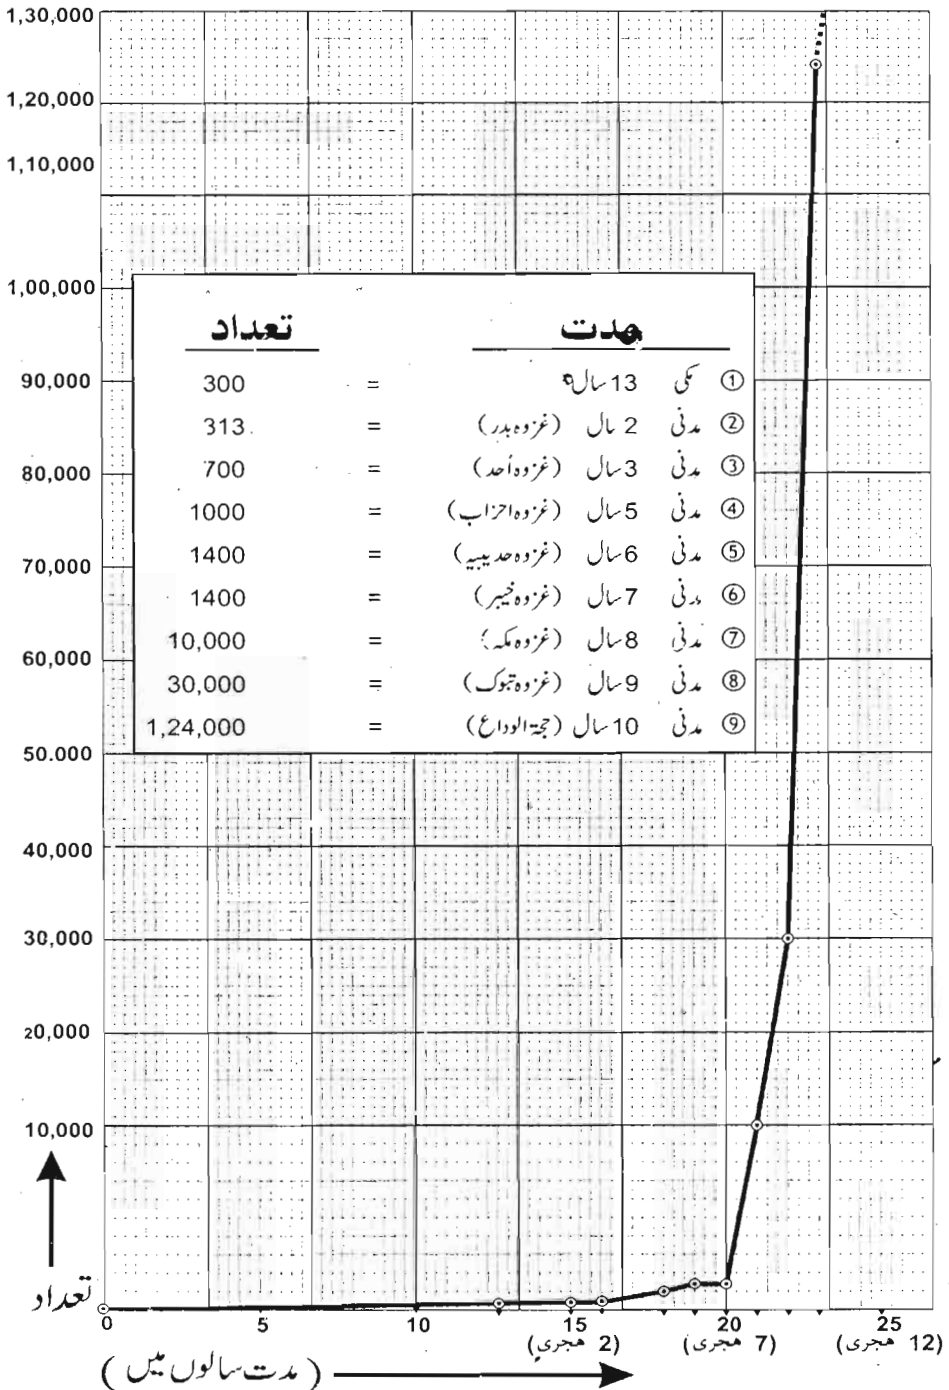 1,30,000
1,20,000
1,10,000
1,00,000
90,000
80,000
70,000
60,000
50.000
40,000
30,000
20,000
10,000
مدت تعداد
① مکی 13 سال = 300
② مدنی 2 سال (غزوہ بدر) = 313
③ مدنی 3 سال (غزوہ اُحد) = 700
④ مدنی 5 سال (غزوہ احزاب) = 1000
⑤ مدنی 6 سال (غزوہ حدیبیہ) = 1400
⑥ مدنی 7 سال (غزوہ خیبر) = 1400
⑦ مدنی 8 سال (غزوہ مکہ) = 10,000
⑧ مدنی 9 سال (غزوہ تبوک) = 30,000
⑨ مدنی 10 سال (حجۃ الوداع) = 1,24,000
تعداد
0 5 10 15 20 25
(2 ھجری) (7 ھجری) (12 ھجری)
(مدت سالوں میں)